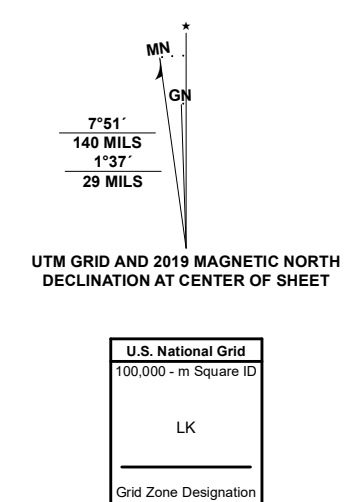 ★
MN
GN
7°51´
140 MILS
1°37´
29 MILS
UTM GRID AND 2019 MAGNETIC NORTH
DECLINATION AT CENTER OF SHEET
U.S. National Grid
100,000 - m Square ID
LK
Grid Zone Designation